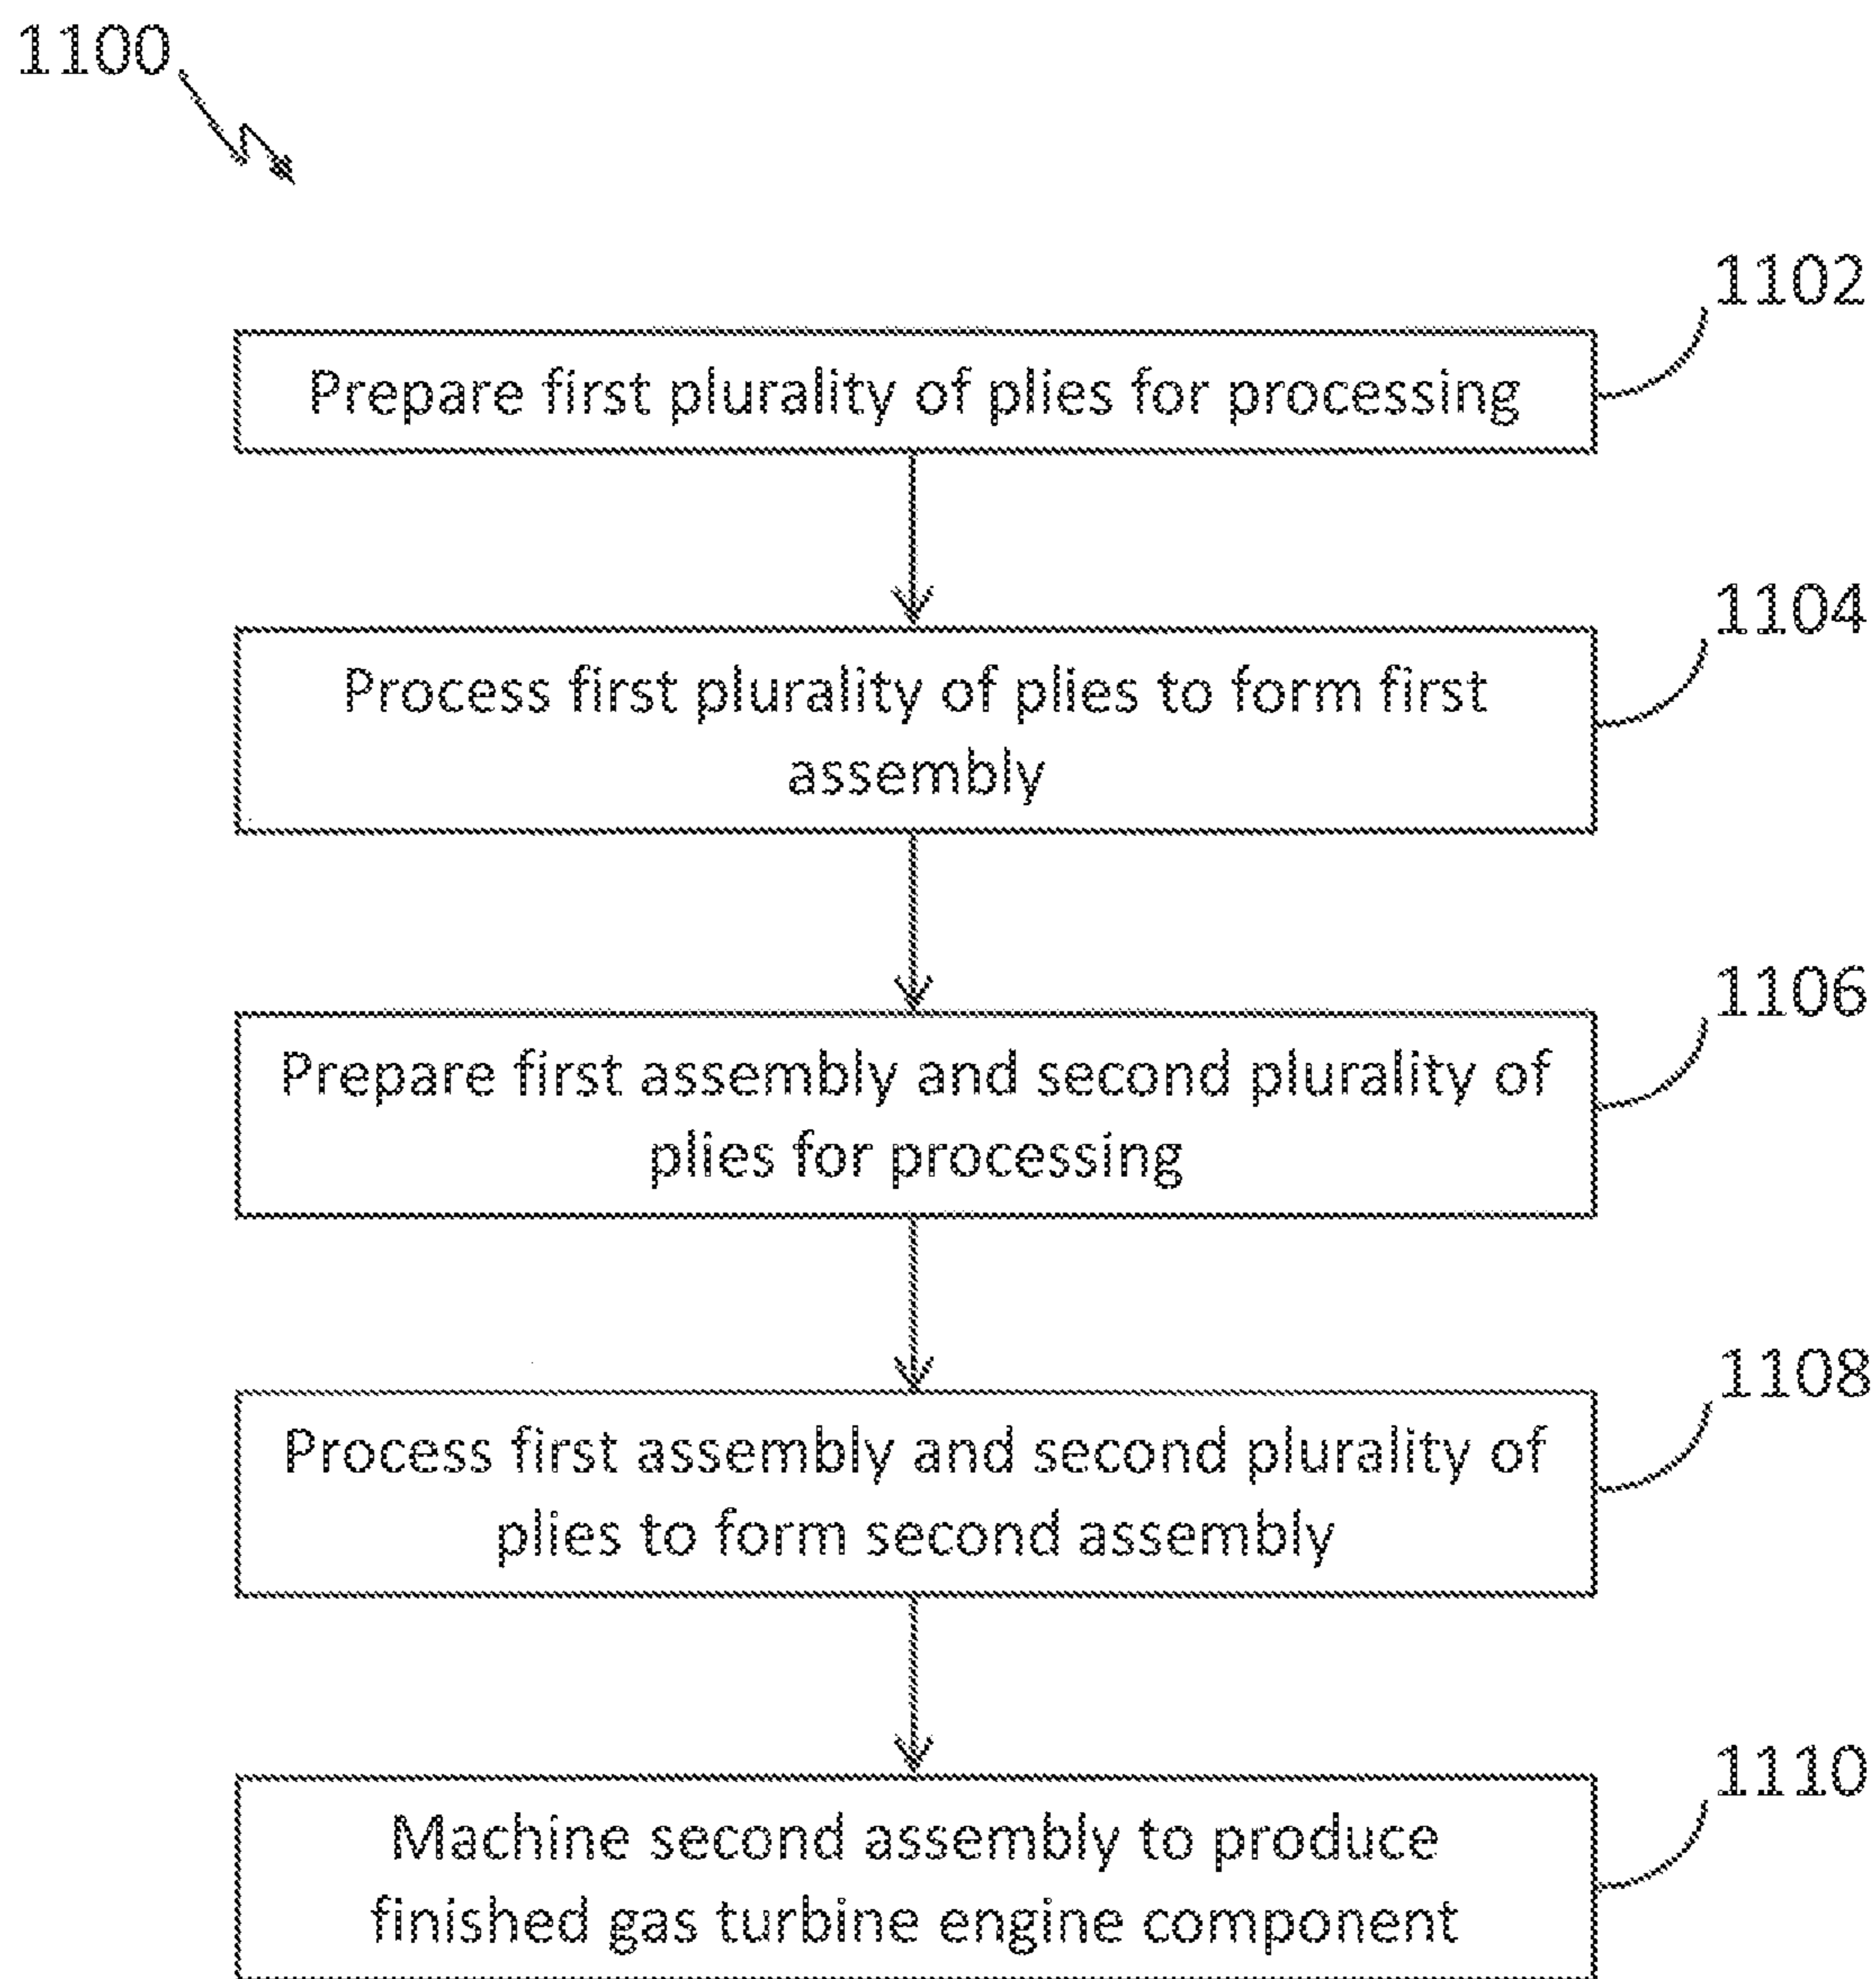 1100
1102
Prepare first plurality of plies for processing
1104
Process first plurality of plies to form first
assembly
1106
Prepare first assembly and second plurality of
plies for processing
1108
Process first assembly and second plurality of
plies to form second assembly
1110
Machine second assembly to produce
finished gas turbine engine component